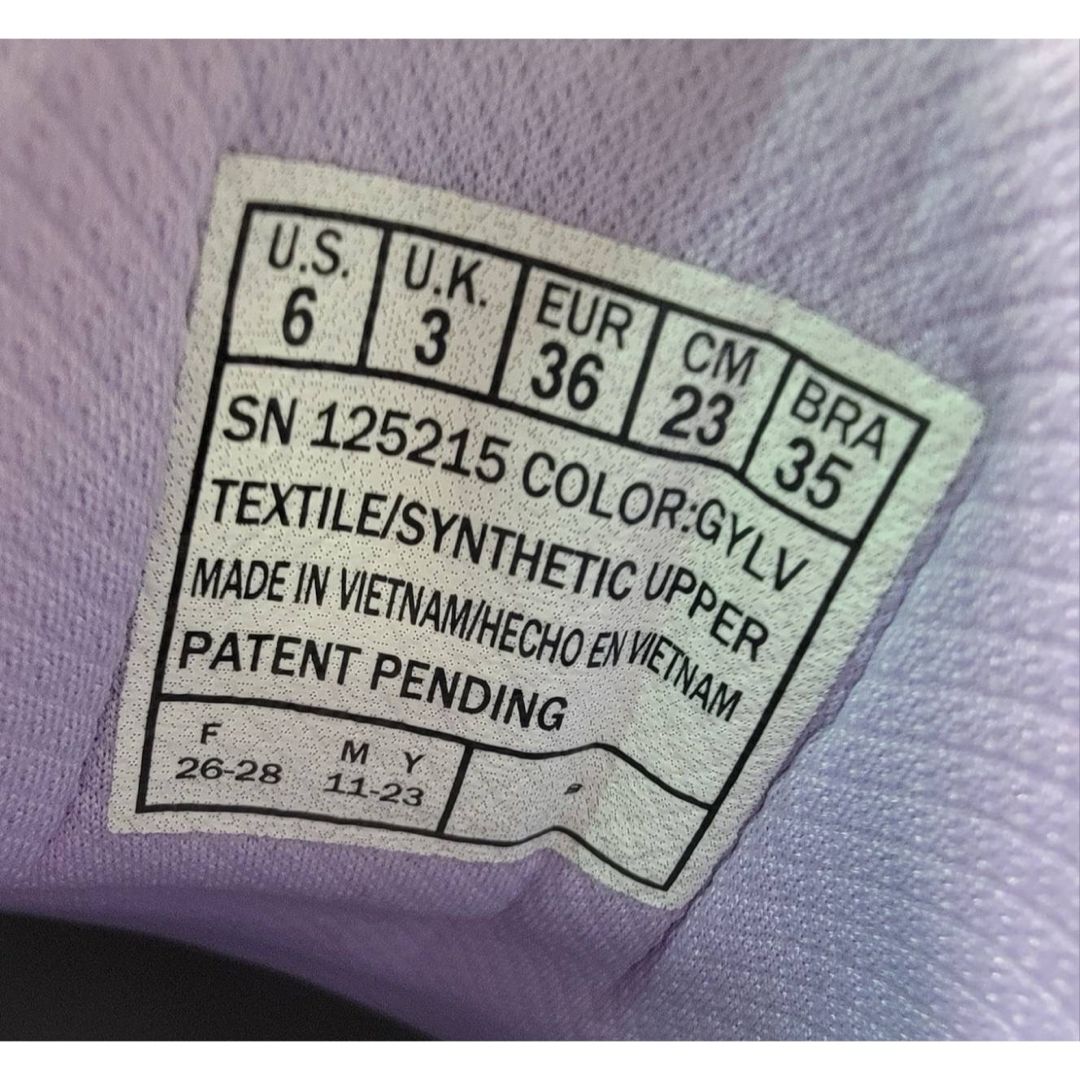 U.S. U.K. EUR CM BRA
6 3 36 23 35
SN 125215 COLOR:GYLV
TEXTILE/SYNTHETIC UPPER
MADE IN VIETNAM/HECHO EN VIETNAM
PATENT PENDING
F M Y
26-28 11-23